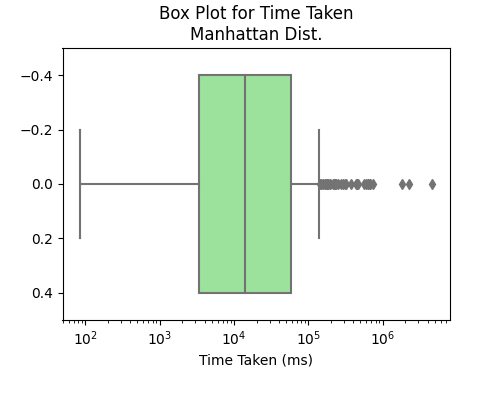 Box Plot for Time Taken
Manhattan Dist.
−0.4
−0.2
0.0
0.2
0.4
10² 10³ 10⁴ 10⁵ 10⁶
Time Taken (ms)